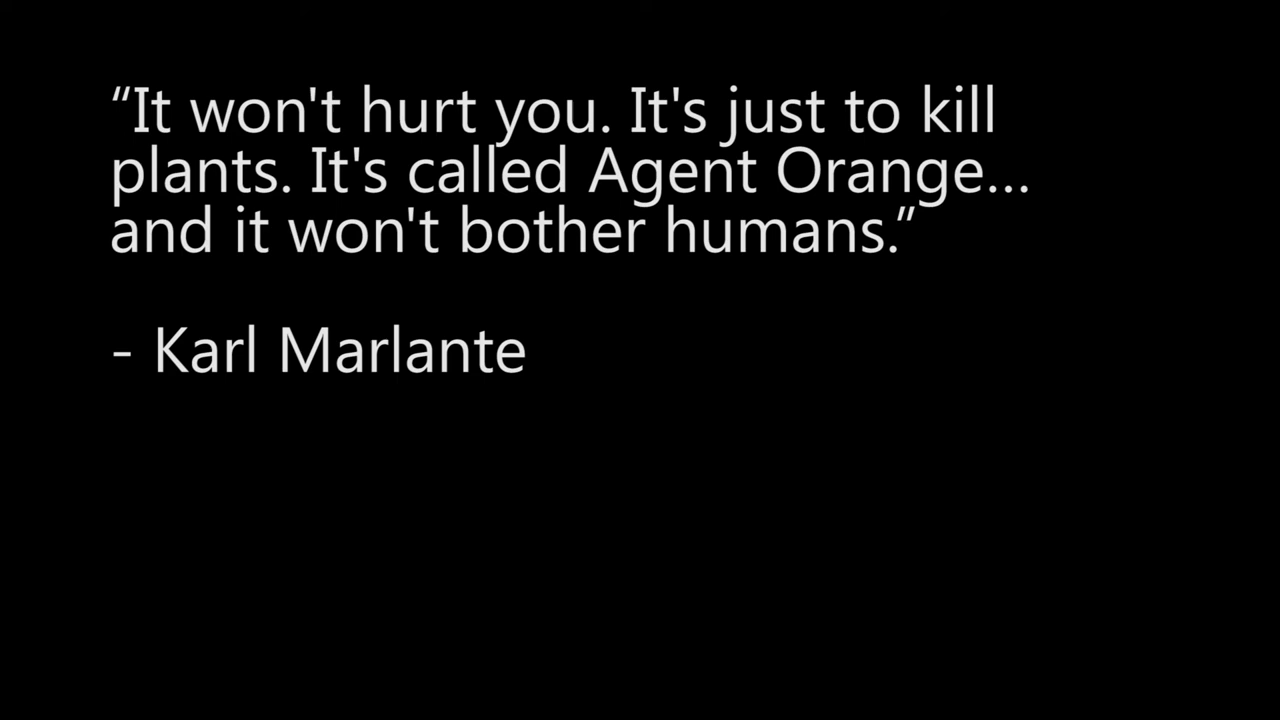 “It won't hurt you. It's just to kill
plants. It's called Agent Orange...
and it won't bother humans.”
- Karl Marlante